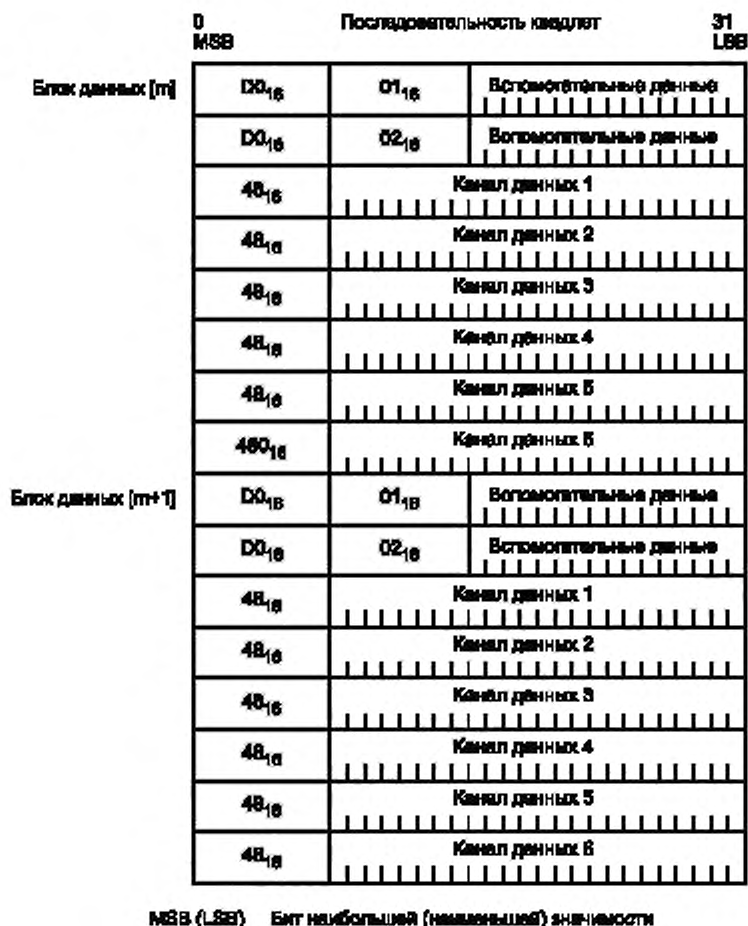 0 Последовательность квадлет 31
MSB LSB
Блок данных [m] D0₁₆ 01₁₆ Вспомогательные данные
D0₁₆ 02₁₆ Вспомогательные данные
48₁₆ Канал данных 1
48₁₆ Канал данных 2
48₁₆ Канал данных 3
48₁₆ Канал данных 4
48₁₆ Канал данных 5
480₁₆ Канал данных 6
Блок данных [m+1] D0₁₆ 01₁₆ Вспомогательные данные
D0₁₆ 02₁₆ Вспомогательные данные
48₁₆ Канал данных 1
48₁₆ Канал данных 2
48₁₆ Канал данных 3
48₁₆ Канал данных 4
48₁₆ Канал данных 5
48₁₆ Канал данных 6
MSB (LSB) Бит наибольшей (наименьшей) значимости